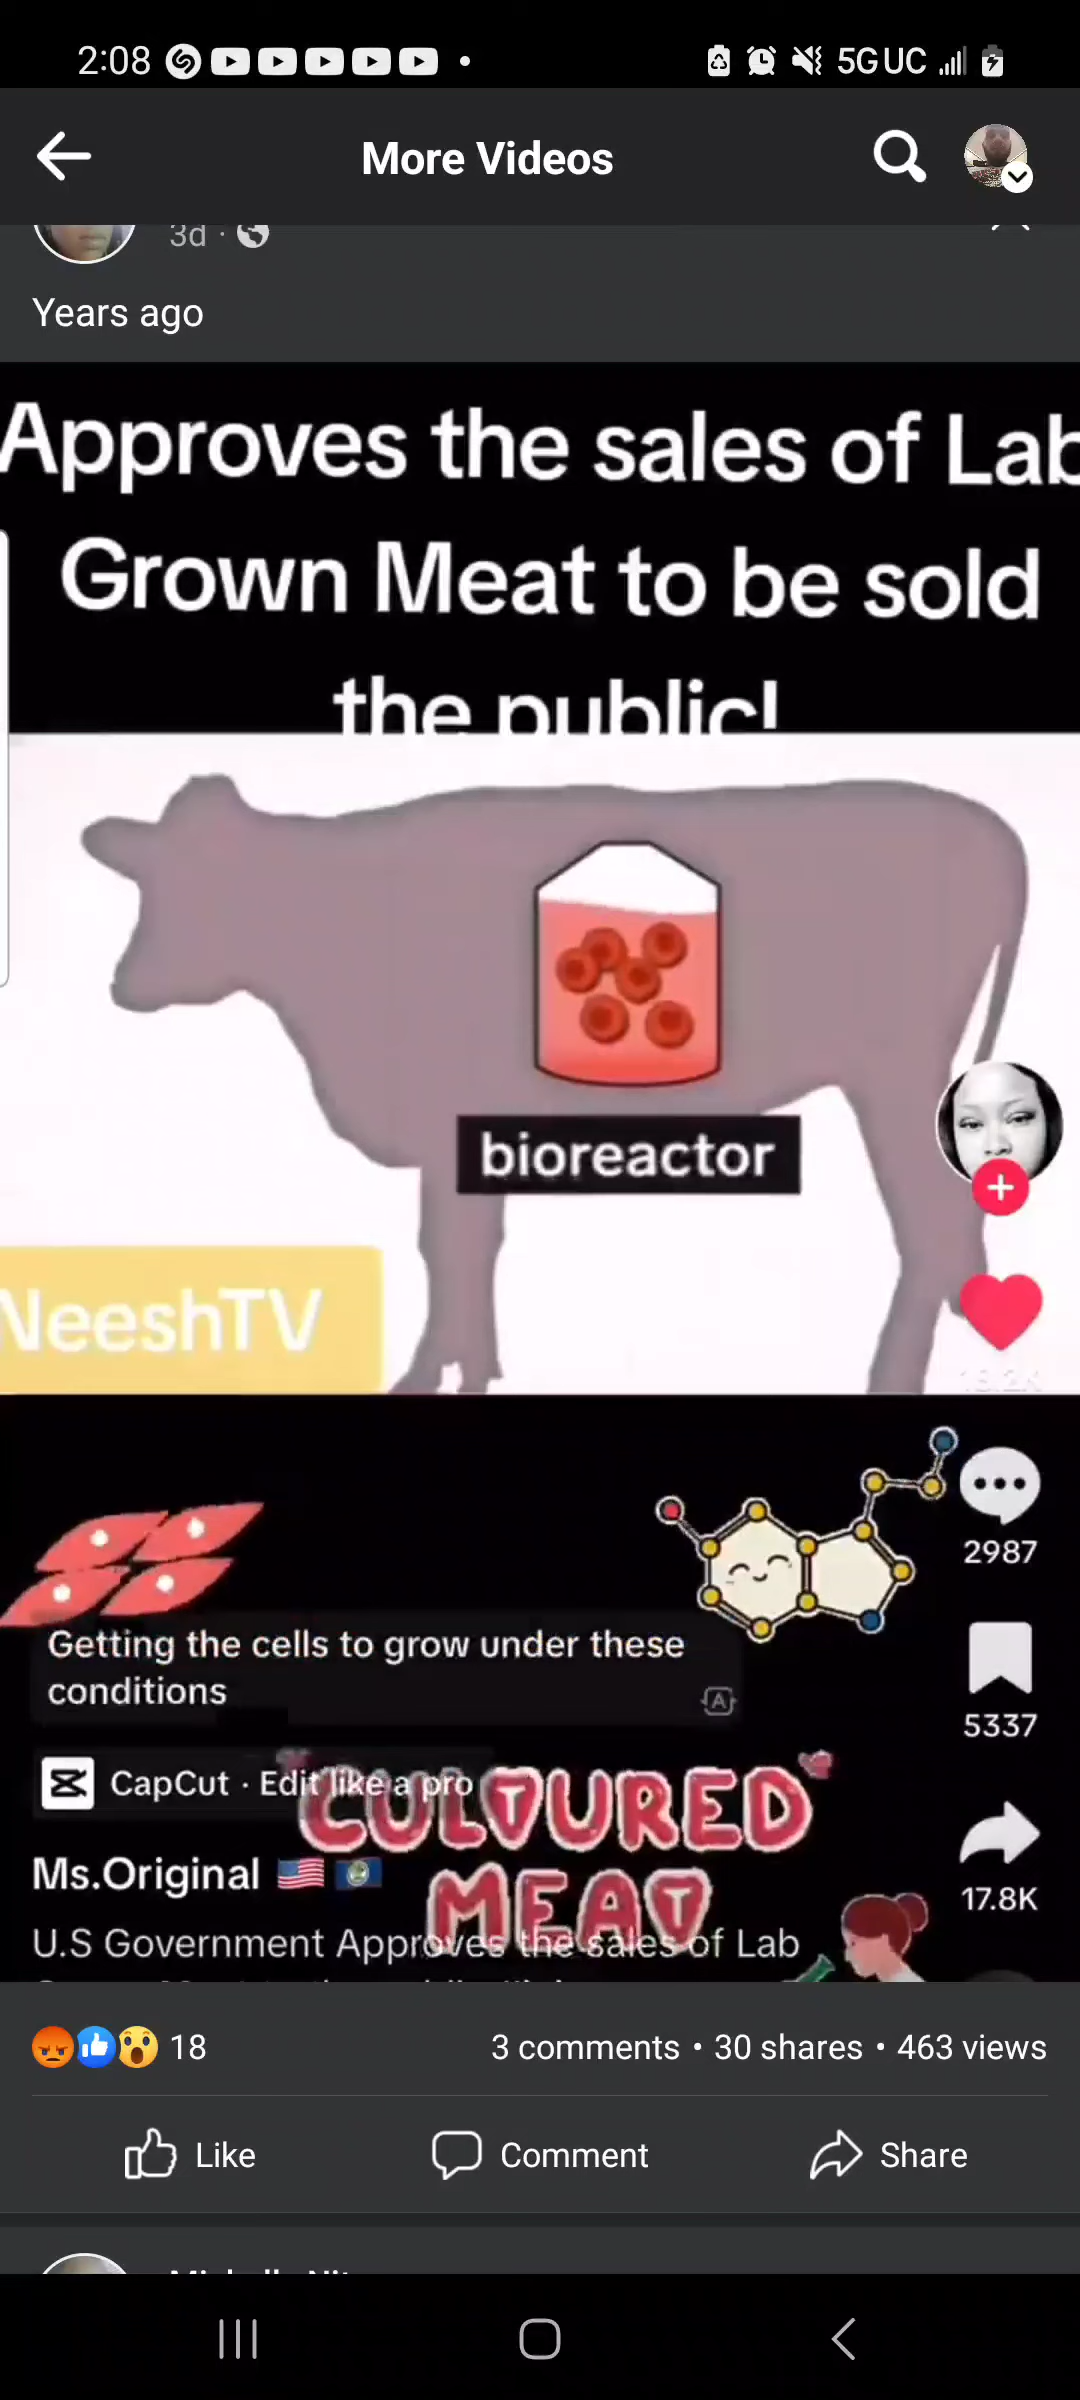 2:08 5G UC
More Videos
3d ·
Years ago
Approves the sales of Lab
Grown Meat to be sold
the public!
bioreactor
NeeshTV
2987
Getting the cells to grow under these
conditions
5337
CapCut · Edit like a pro
CULTURED
MEAT
Ms.Original
17.8K
U.S Government Approves the sales of Lab
18 3 comments • 30 shares • 463 views
Like Comment Share